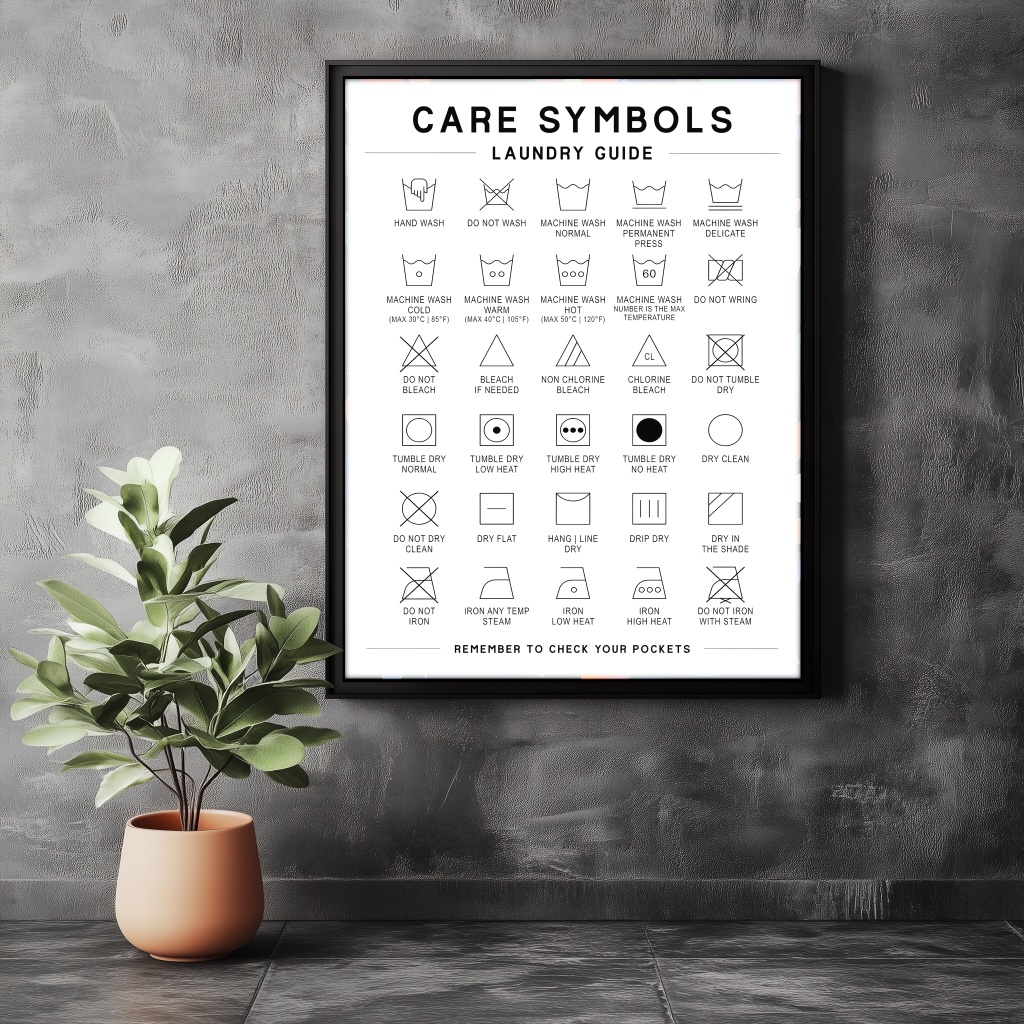 CARE SYMBOLS
LAUNDRY GUIDE
HAND WASH
DO NOT WASH
MACHINE WASH
NORMAL
MACHINE WASH
PERMANENT
PRESS
MACHINE WASH
DELICATE
60
MACHINE WASH
COLD
(MAX 30°C | 85°F)
MACHINE WASH
WARM
(MAX 40°C | 105°F)
MACHINE WASH
HOT
(MAX 50°C | 120°F)
MACHINE WASH
NUMBER IS THE MAX
TEMPERATURE
DO NOT WRING
CL
DO NOT
BLEACH
BLEACH
IF NEEDED
NON CHLORINE
BLEACH
CHLORINE
BLEACH
DO NOT TUMBLE
DRY
TUMBLE DRY
NORMAL
TUMBLE DRY
LOW HEAT
TUMBLE DRY
HIGH HEAT
TUMBLE DRY
NO HEAT
DRY CLEAN
DO NOT DRY
CLEAN
DRY FLAT
HANG | LINE
DRY
DRIP DRY
DRY IN
THE SHADE
DO NOT
IRON
IRON ANY TEMP
STEAM
IRON
LOW HEAT
IRON
HIGH HEAT
DO NOT IRON
WITH STEAM
REMEMBER TO CHECK YOUR POCKETS